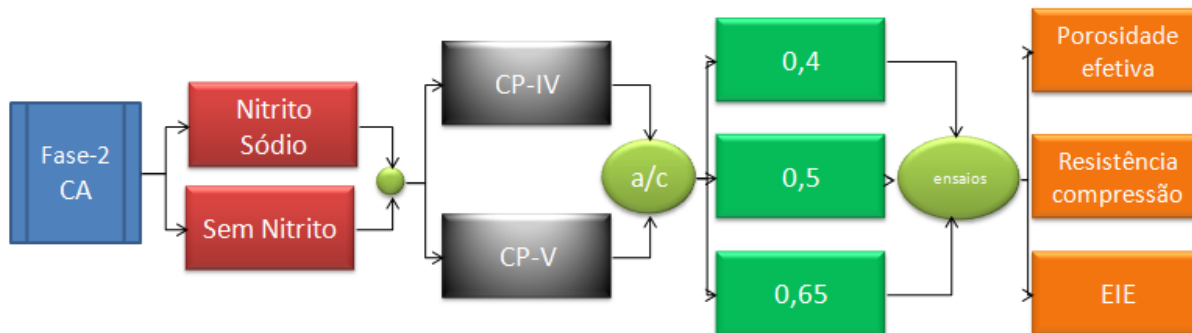 Fase-2
CA
Nitrito
Sódio
Sem Nitrito
CP-IV
CP-V
a/c
0,4
0,5
0,65
ensaios
Porosidade
efetiva
Resistência
compressão
EIE